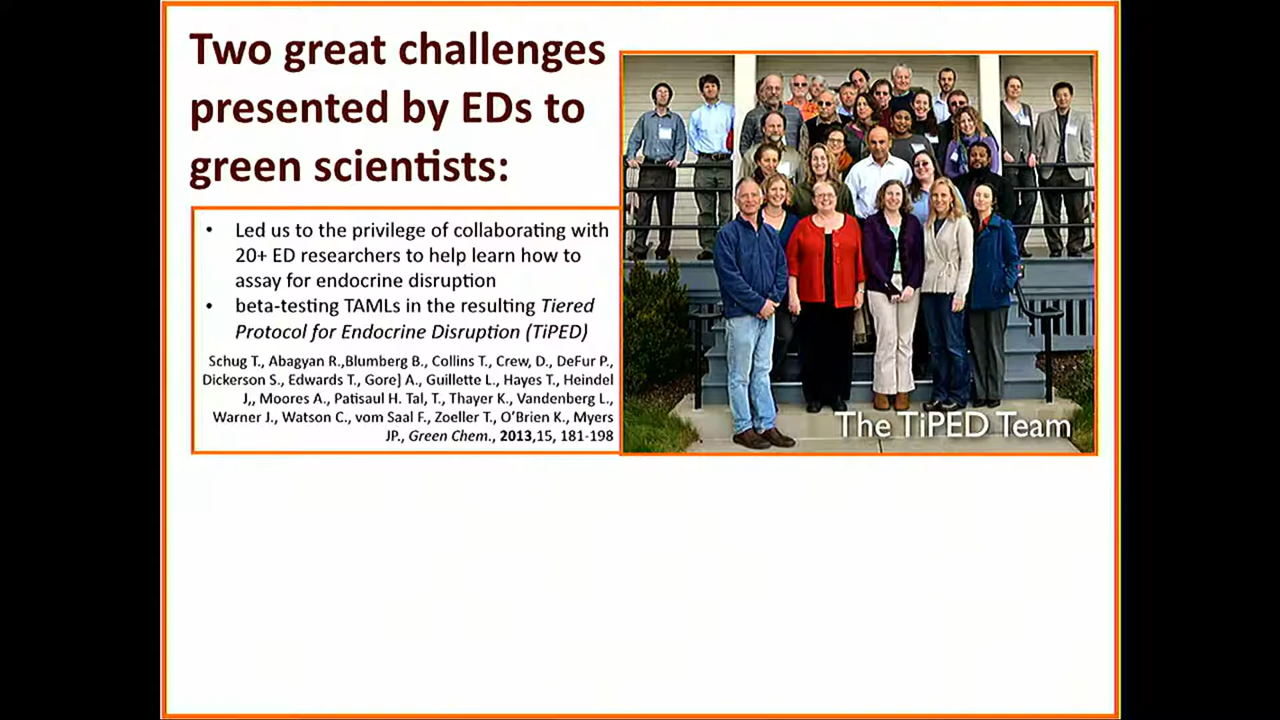 Two great challenges
presented by EDs to
green scientists:
• Led us to the privilege of collaborating with
20+ ED researchers to help learn how to
assay for endocrine disruption
• beta-testing TAMLs in the resulting Tiered
Protocol for Endocrine Disruption (TiPED)
Schug T., Abagyan R.,Blumberg B., Collins T., Crew, D., DeFur P.,
Dickerson S., Edwards T., Gore] A., Guillette L., Hayes T., Heindel
J,, Moores A., Patisaul H. Tal, T., Thayer K., Vandenberg L.,
Warner J., Watson C., vom Saal F., Zoeller T., O'Brien K., Myers
JP., Green Chem., 2013,15, 181-198
The TiPED Team